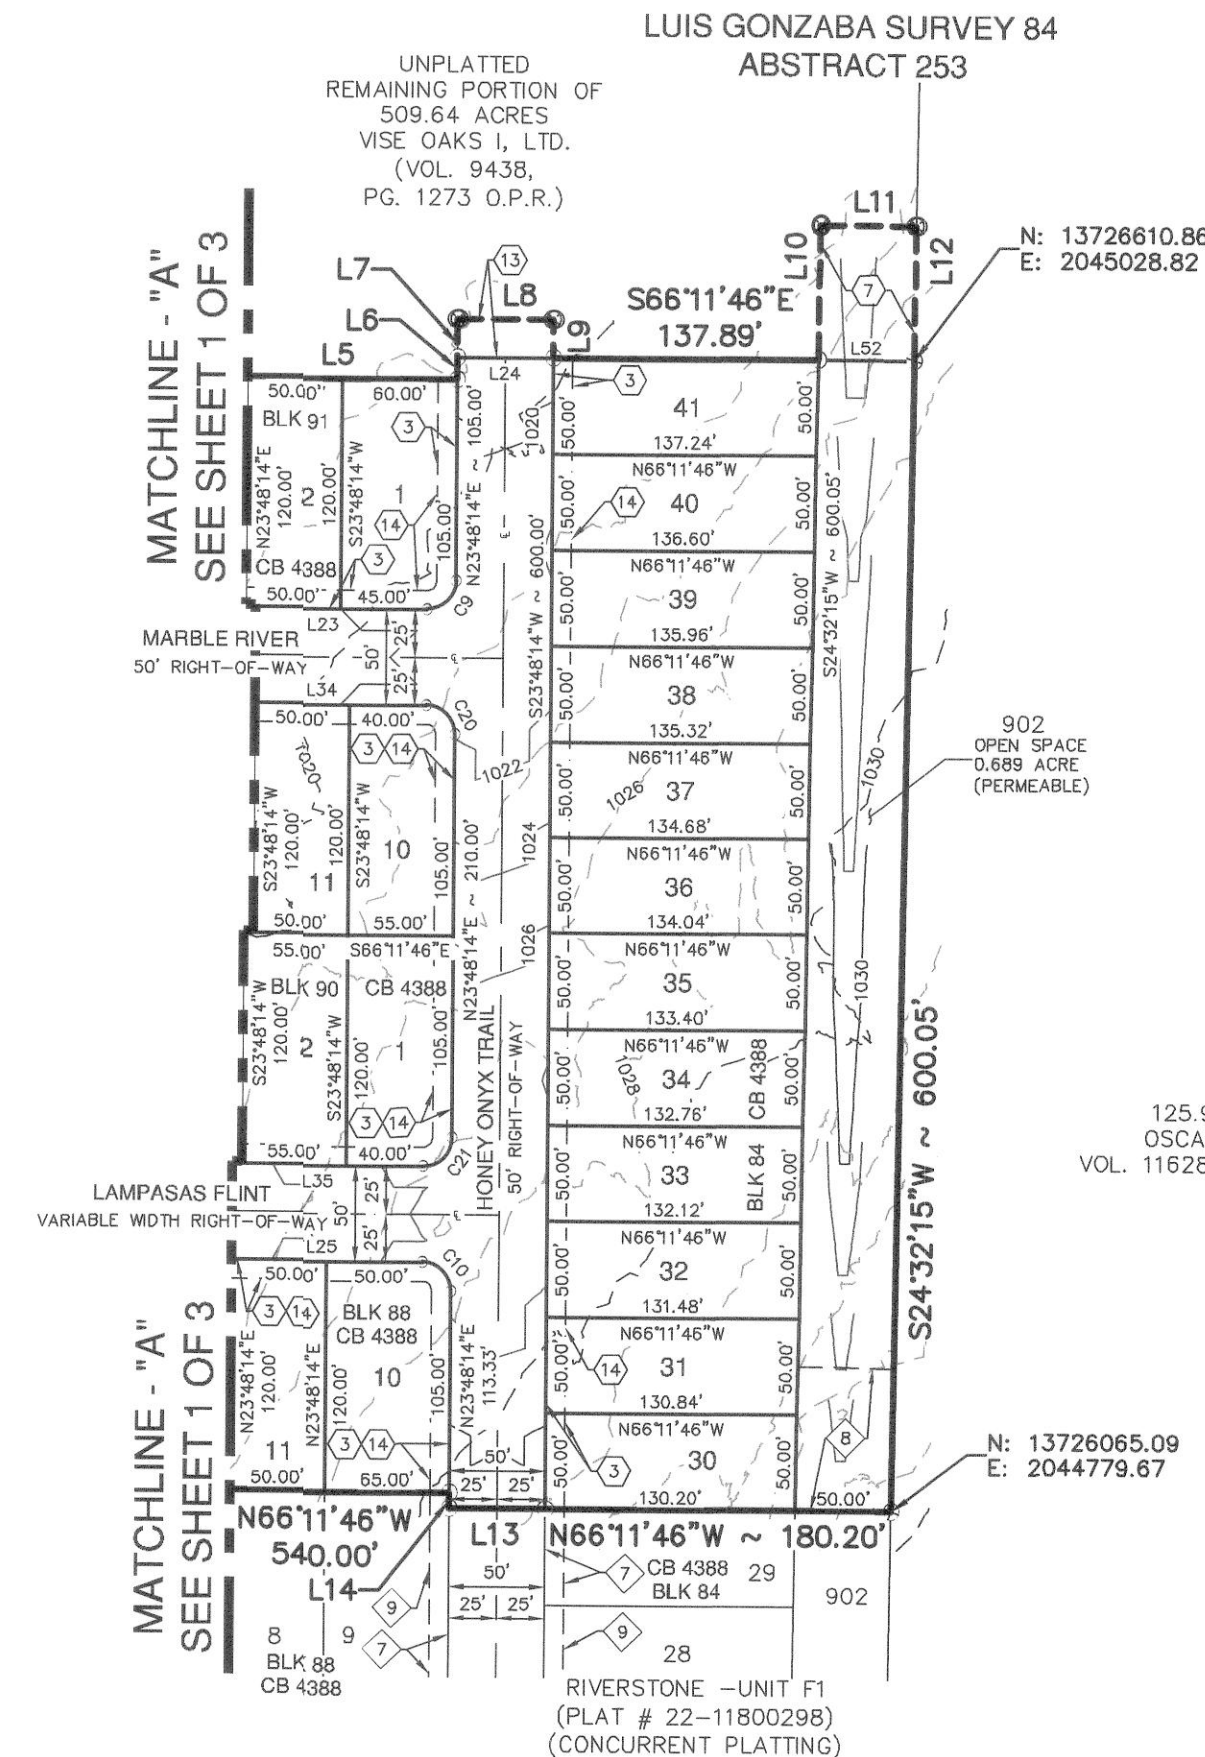 LUIS GONZABA SURVEY 84
ABSTRACT 253
UNPLATTED
REMAINING PORTION OF
509.64 ACRES
VISE OAKS I, LTD.
(VOL. 9438,
PG. 1273 O.P.R.)
MATCHLINE - "A"
SEE SHEET 1 OF 3
L7
L6
L5
13
L8
L9
S66°11'46"E
137.89'
L10
L11
L12
7
L52
N: 13726610.86
E: 2045028.82
L24
3
50.00'
60.00'
BLK 91
N23°48'14"E
120.00'
2
120.00'
S23°48'14"W
1
3
14
105.00'
3
CB 4388
50.00'
45.00'
C9
N23°48'14"E ~ 105.00'
1020
S23°48'14"W ~ 600.00'
50.00'
41
50.00'
137.24'
N66°11'46"W
50.00'
14
40
50.00'
136.60'
N66°11'46"W
50.00'
39
50.00'
135.96'
N66°11'46"W
50.00'
38
50.00'
135.32'
N66°11'46"W
50.00'
1026
37
50.00'
134.68'
N66°11'46"W
50.00'
36
50.00'
134.04'
N66°11'46"W
50.00'
35
50.00'
133.40'
N66°11'46"W
50.00'
1028
34
50.00'
132.76'
CB 4388
BLK 84
N66°11'46"W
50.00'
33
50.00'
132.12'
N66°11'46"W
50.00'
32
50.00'
131.48'
N66°11'46"W
50.00'
31
14
50.00'
130.84'
N66°11'46"W
50.00'
30
3
50.00'
130.20'
50.00'
8
S24°32'15"W ~ 600.05'
1030
1030
902
OPEN SPACE
0.689 ACRE
(PERMEABLE)
S24°32'15"W ~ 600.05'
125.9
OSCA
VOL. 11628
MARBLE RIVER
50' RIGHT-OF-WAY
L23
25'
50'
25'
L34
℄
C20
50.00'
40.00'
3
14
1020
S23°48'14"W
120.00'
120.00'
11
S23°48'14"W
10
105.00'
50.00'
55.00'
1022
1024
1026
N23°48'14"E ~ 210.00'
55.00'
S66°11'46"E
BLK 90
CB 4388
S23°48'14"W
120.00'
2
S23°48'14"W
120.00'
1
105.00'
3
14
55.00'
40.00'
C21
HONEY ONYX TRAIL
50' RIGHT-OF-WAY
LAMPASAS FLINT
VARIABLE WIDTH RIGHT-OF-WAY
L35
25'
50'
25'
L25
℄
C10
50.00'
50.00'
3
14
BLK 88
CB 4388
N23°48'14"E
120.00'
11
N23°48'14"E
120.00'
10
105.00'
3
14
50.00'
65.00'
N23°48'14"E
113.33'
50'
25'
25'
MATCHLINE - "A"
SEE SHEET 1 OF 3
N: 13726065.09
E: 2044779.67
N66°11'46"W
540.00'
L14
L13
N66°11'46"W ~ 180.20'
50'
25'
25'
7
CB 4388
BLK 84
29
902
9
7
9
8
9
BLK 88
CB 4388
28
RIVERSTONE -UNIT F1
(PLAT # 22-11800298)
(CONCURRENT PLATTING)